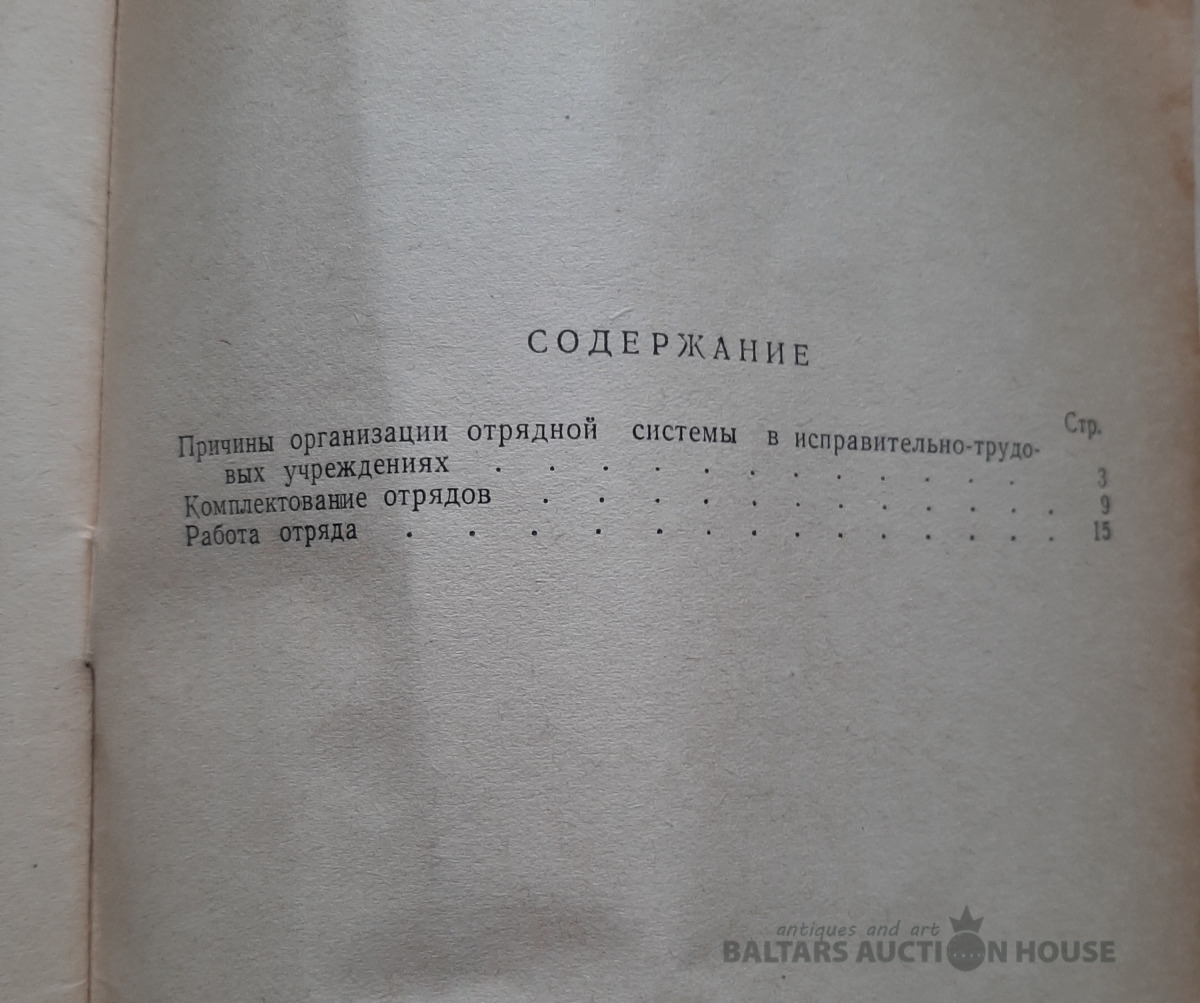 СОДЕРЖАНИЕ
Стр.
Причины организации отрядной системы в исправительно-трудо-
вых учреждениях . . . . . . . . . . . 3
Комплектование отрядов . . . . . . . . . . . 9
Работа отряда . . . . . . . . . . . . . . 15
antiques and art
BALTARS AUCTION HOUSE